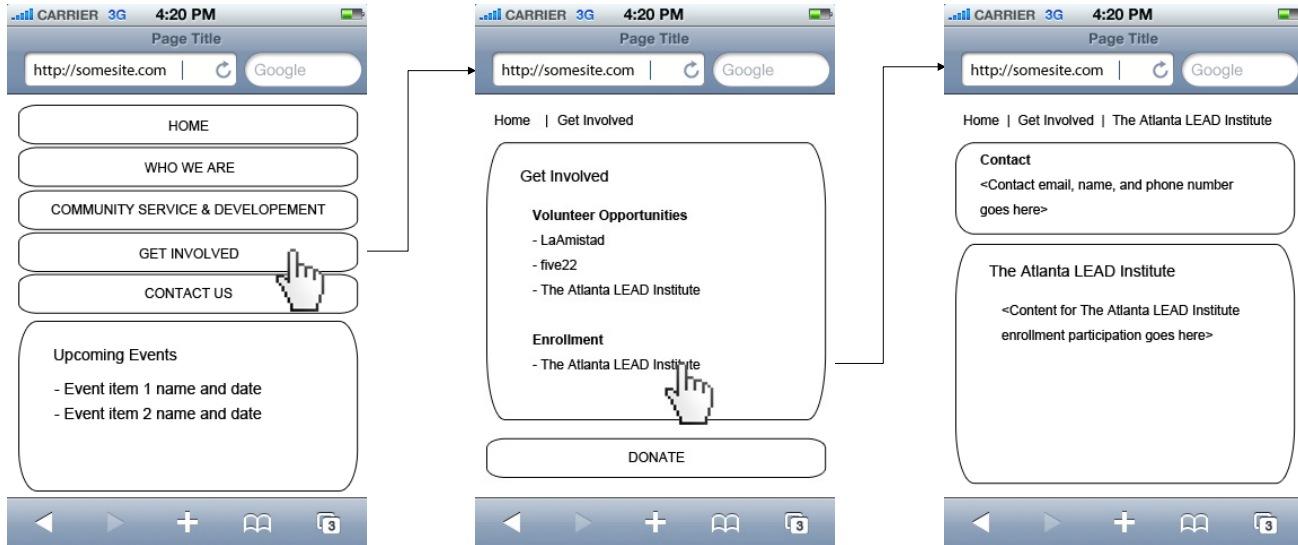 CARRIER 3G 4:20 PM
Page Title
http://somesite.com Google
HOME
WHO WE ARE
COMMUNITY SERVICE & DEVELOPEMENT
GET INVOLVED
CONTACT US
Upcoming Events
- Event item 1 name and date
- Event item 2 name and date
3
CARRIER 3G 4:20 PM
Page Title
http://somesite.com Google
Home | Get Involved
Get Involved
Volunteer Opportunities
- LaAmistad
- five22
- The Atlanta LEAD Institute
Enrollment
- The Atlanta LEAD Institute
DONATE
3
CARRIER 3G 4:20 PM
Page Title
http://somesite.com Google
Home | Get Involved | The Atlanta LEAD Institute
Contact
<Contact email, name, and phone number
goes here>
The Atlanta LEAD Institute
<Content for The Atlanta LEAD Institute
enrollment participation goes here>
3